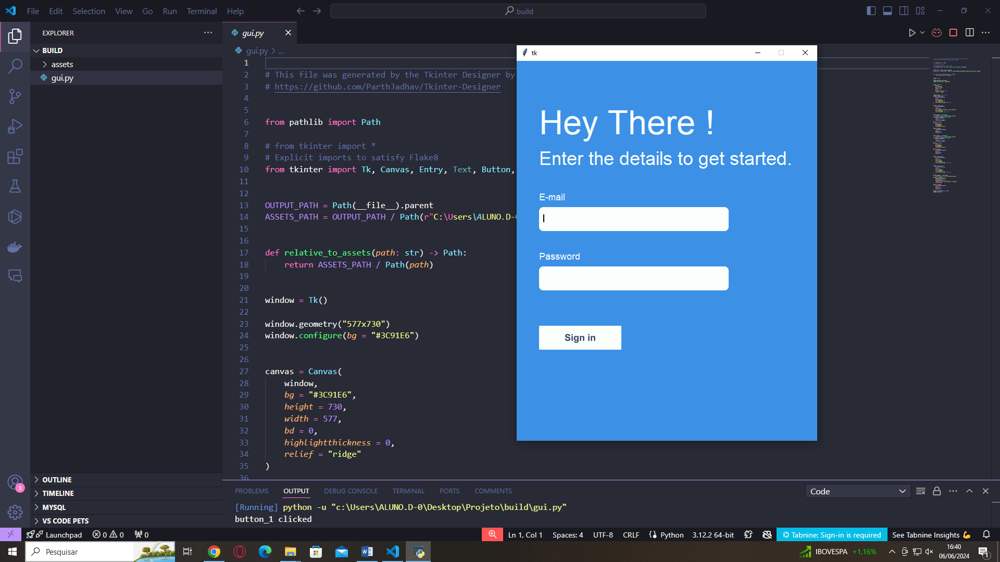 File Edit Selection View Go Run Terminal Help
build
EXPLORER
BUILD
assets
gui.py
gui.py
gui.py > ...
1
2 # This file was generated by the Tkinter Designer by
3 # https://github.com/ParthJadhav/Tkinter-Designer
4
5
6 from pathlib import Path
7
8 # from tkinter import *
9 # Explicit imports to satisfy Flake8
10 from tkinter import Tk, Canvas, Entry, Text, Button,
11
12
13 OUTPUT_PATH = Path(__file__).parent
14 ASSETS_PATH = OUTPUT_PATH / Path(r"C:\Users\ALUNO.D-
15
16
17 def relative_to_assets(path: str) -> Path:
18 return ASSETS_PATH / Path(path)
19
20
21 window = Tk()
22
23 window.geometry("577x730")
24 window.configure(bg = "#3C91E6")
25
26
27 canvas = Canvas(
28 window,
29 bg = "#3C91E6",
30 height = 730,
31 width = 577,
32 bd = 0,
33 highlightthickness = 0,
34 relief = "ridge"
35 )
36
tk
Hey There !
Enter the details to get started.
E-mail
Password
Sign in
OUTLINE
TIMELINE
MYSQL
VS CODE PETS
3
PROBLEMS OUTPUT DEBUG CONSOLE TERMINAL PORTS COMMENTS
Code
[Running] python -u "c:\Users\ALUNO.D-0\Desktop\Projeto\build\gui.py"
button_1 clicked
Launchpad 0 0 0
Ln 1, Col 1 Spaces: 4 UTF-8 CRLF Python 3.12.2 64-bit Tabnine: Sign-in is required See Tabnine Insights
Pesquisar
IBOVESPA +1,16%
16:40
06/06/2024
1